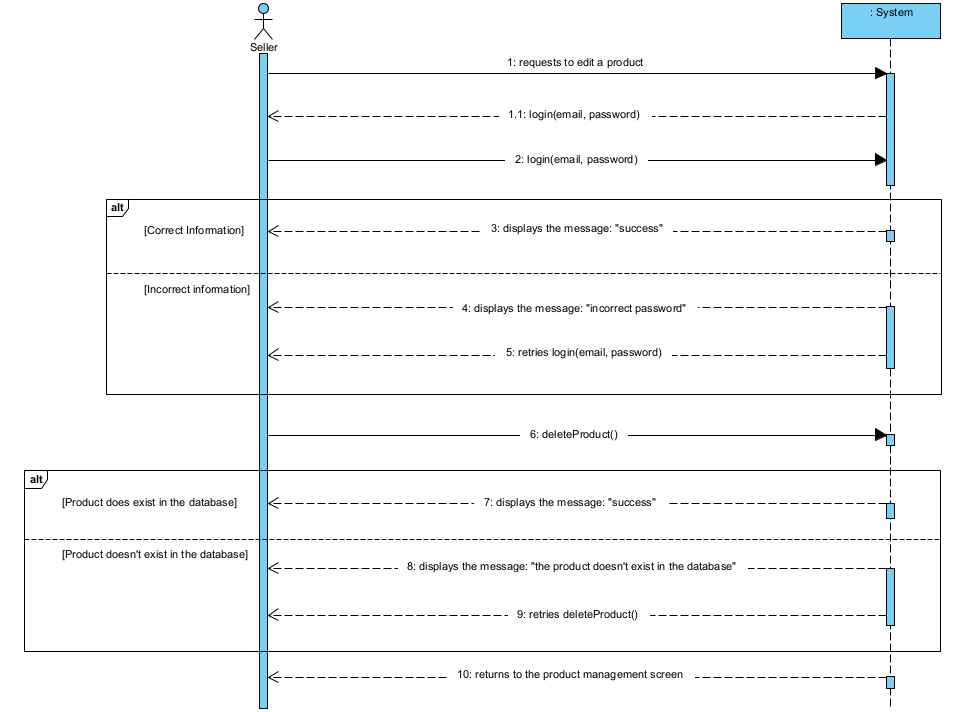 : System
Seller
1: requests to edit a product
1.1: login(email, password)
2: login(email, password)
alt
[Correct Information]
3: displays the message: "success"
[Incorrect information]
4: displays the message: "incorrect password"
5: retries login(email, password)
6: deleteProduct()
alt
[Product does exist in the database]
7: displays the message: "success"
[Product doesn't exist in the database]
8: displays the message: "the product doesn't exist in the database"
9: retries deleteProduct()
10: returns to the product management screen